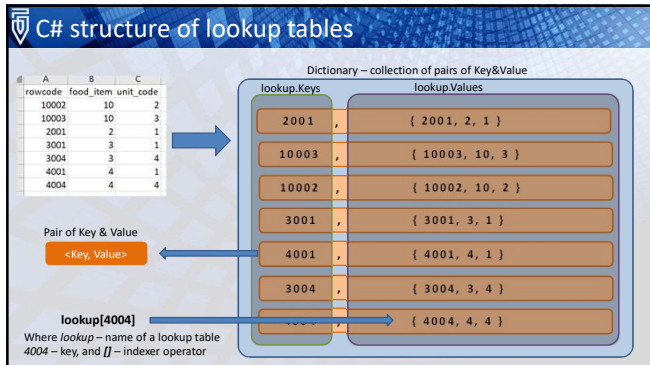 C# structure of lookup tables
Dictionary – collection of pairs of Key&Value
A B C
rowcode food_item unit_code
10002 10 2
10003 10 3
2001 2 1
3001 3 1
3004 3 4
4001 4 1
4004 4 4
lookup.Keys lookup.Values
2001 , { 2001, 2, 1 }
10003 , { 10003, 10, 3 }
10002 , { 10002, 10, 2 }
3001 , { 3001, 3, 1 }
4001 , { 4001, 4, 1 }
3004 , { 3004, 3, 4 }
4004 , { 4004, 4, 4 }
Pair of Key & Value
<Key, Value>
lookup[4004]
Where lookup – name of a lookup table
4004 – key, and [] – indexer operator